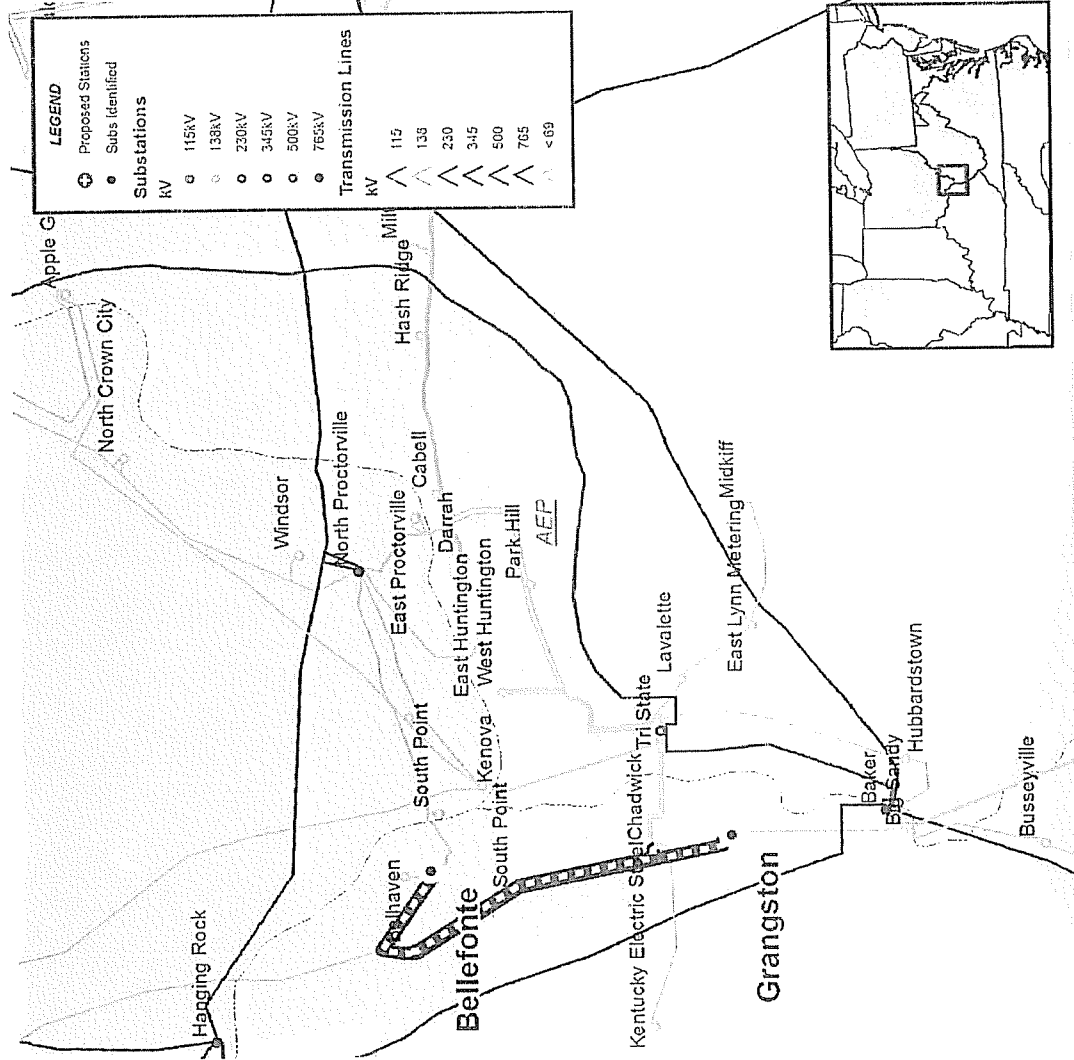 LEGEND
Proposed Stations
Subs Identified
Substations
kV
115kV
138kV
230kV
345kV
500kV
765kV
Transmission Lines
kV
115
138
230
345
500
765
<69
Apple G
North Crown City
Hash Ridge
Windsor
North Proctorville
East Proctorville
Cabell
Darrah
East Huntington
West Huntington
Park Hill
AEP
South Point
Kenova
South Point
Hanging Rock
Bellefonte
Midkiff
East Lynn Metering
Lavalette
Tri State
Chadwick
Kentucky Electric Steel
Grangston
Baker
Big Sandy
Hubbardstown
Busseyville